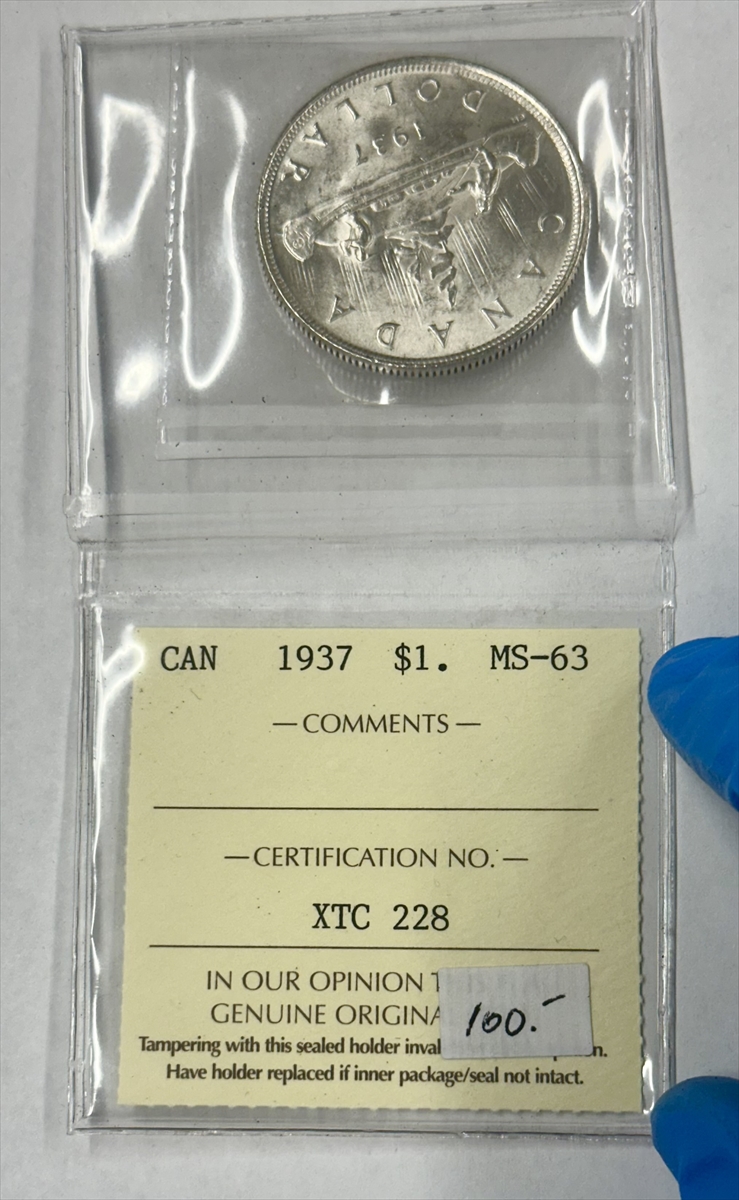 CANADA
1937
DOLLAR
CAN 1937 $1. MS-63
— COMMENTS —
— CERTIFICATION NO. —
XTC 228
IN OUR OPINION
GENUINE ORIGINA
100.-
Tampering with this sealed holder inval n.
Have holder replaced if inner package/seal not intact.